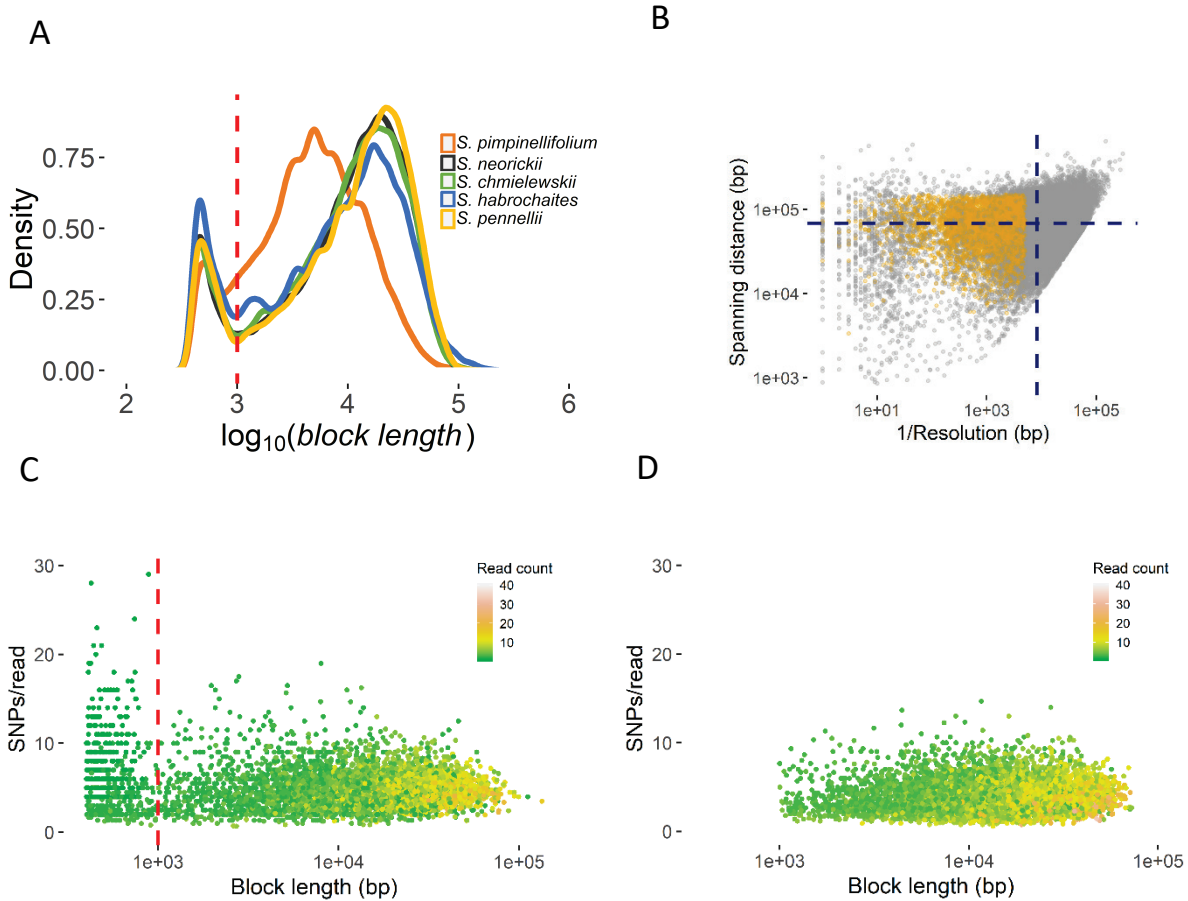 A
B
S. pimpinellifolium
S. neorickii
S. chmielewskii
S. habrochaites
S. pennellii
0.75
0.50
0.25
0.00
Density
2 3 4 5 6
log10(block length)
1e+05
1e+04
1e+03
Spanning distance (bp)
1e+01 1e+03 1e+05
1/Resolution (bp)
C
D
30
20
10
0
SNPs/read
Read count
40
30
20
10
1e+03 1e+04 1e+05
Block length (bp)
30
20
10
0
SNPs/read
Read count
40
30
20
10
1e+03 1e+04 1e+05
Block length (bp)